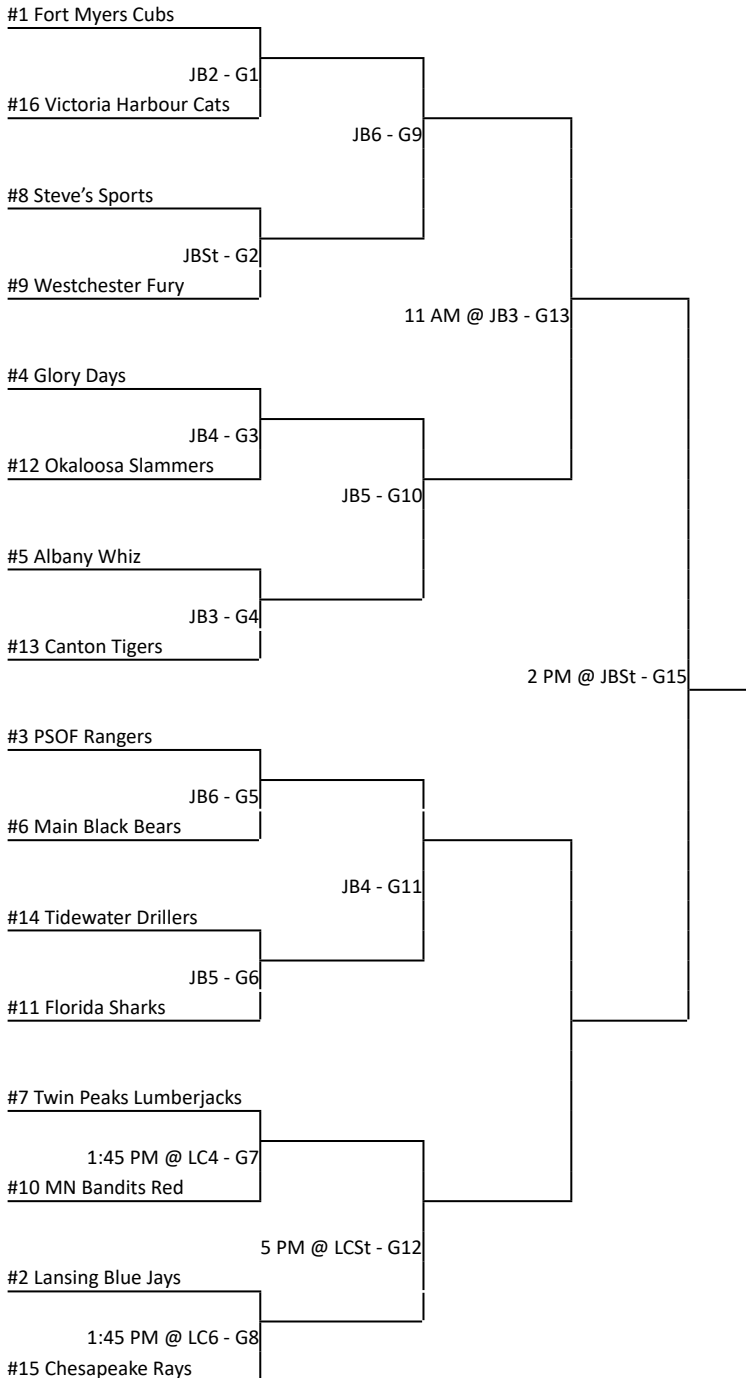 #1 Fort Myers Cubs
JB2 - G1
#16 Victoria Harbour Cats
JB6 - G9
#8 Steve's Sports
JBSt - G2
#9 Westchester Fury
11 AM @ JB3 - G13
#4 Glory Days
JB4 - G3
#12 Okaloosa Slammers
JB5 - G10
#5 Albany Whiz
JB3 - G4
#13 Canton Tigers
2 PM @ JBSt - G15
#3 PSOF Rangers
JB6 - G5
#6 Main Black Bears
JB4 - G11
#14 Tidewater Drillers
JB5 - G6
#11 Florida Sharks
#7 Twin Peaks Lumberjacks
1:45 PM @ LC4 - G7
#10 MN Bandits Red
5 PM @ LCSt - G12
#2 Lansing Blue Jays
1:45 PM @ LC6 - G8
#15 Chesapeake Rays